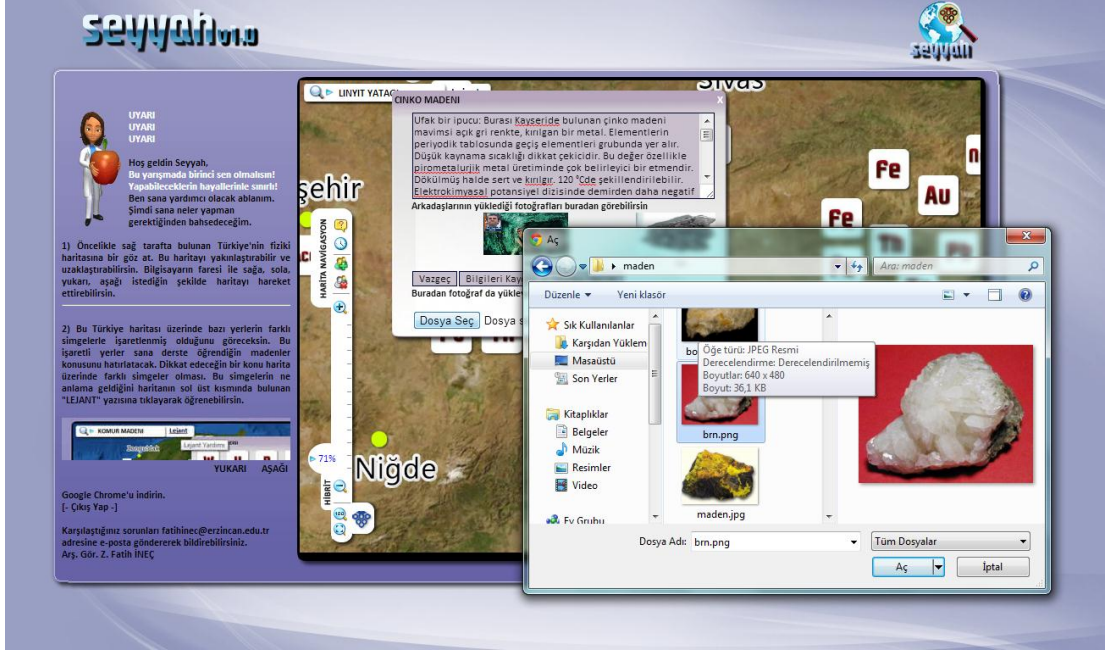 seyyah v1.0
seyyah
UYARI
UYARI
UYARI
Hoş geldin Seyyah,
Bu yarışmada birinci sen olmalısın!
Yapabileceklerin hayallerinle sınırlı!
Ben sana yardımcı olacak ablanım.
Şimdi sana neler yapman
gerektiğinden bahsedeceğim.
1) Öncelikle sağ tarafta bulunan Türkiye'nin fiziki
haritasına bir göz at. Bu haritayı yakınlaştırabilir ve
uzaklaştırabilirsin. Bilgisayarın faresi ile sağa, sola,
yukarı, aşağı istediğin şekilde haritayı hareket
ettirebilirsin.
2) Bu Türkiye haritası üzerinde bazı yerlerin farklı
simgelerle işaretlenmiş olduğunu göreceksin. Bu
işaretli yerler sana derste öğrendiğin madenler
konusunu hatırlatacak. Dikkat edeceğin bir konu harita
üzerinde farklı simgeler olması. Bu simgelerin ne
anlama geldiğini haritanın sol üst kısmında bulunan
"LEJANT" yazısına tıklayarak öğrenebilirsin.
KOMUR MADENI Lejant
Lejant Yardımı
Zonguldak
YUKARI AŞAĞI
Google Chrome'u indirin.
[- Çıkış Yap -]
Karşılaştığınız sorunları fatihinec@erzincan.edu.tr
adresine e-posta göndererek bildirebilirsiniz.
Arş. Gör. Z. Fatih İNEÇ
LINYIT YATAGI
Sivas
şehir
HARİTA NAVİGASYON
71%
HİBRİT
Niğde
Fe
Au
Fe
CINKO MADENI x
Ufak bir ipucu: Burası Kayseride bulunan çinko madeni
mavimsi açık gri renkte, kırılgan bir metal. Elementlerin
periyodik tablosunda geçiş elementleri grubunda yer alır.
Düşük kaynama sıcaklığı dikkat çekicidir. Bu değer özellikle
pirometalurjik metal üretiminde çok belirleyici bir etmendir.
Dökülmüş halde sert ve kırılgır. 120 °Cde şekillendirilebilir.
Elektrokimyasal potansiyel dizisinde demirden daha negatif
Arkadaşlarının yüklediği fotoğrafları buradan görebilirsin
Vazgeç Bilgileri Kay
Buradan fotoğraf da yükle
Dosya Seç Dosya s
Aç
maden
Ara: maden
Düzenle Yeni klasör
Sık Kullanılanlar
Karşıdan Yüklem
Masaüstü
Son Yerler
Kitaplıklar
Belgeler
Müzik
Resimler
Video
Ev Grubu
bo
Öğe türü: JPEG Resmi
Derecelendirme: Derecelendirilmemiş
Boyutlar: 640 x 480
Boyut: 36,1 KB
brn.png
maden.jpg
Dosya Adı: brn.png
Tüm Dosyalar
Aç İptal